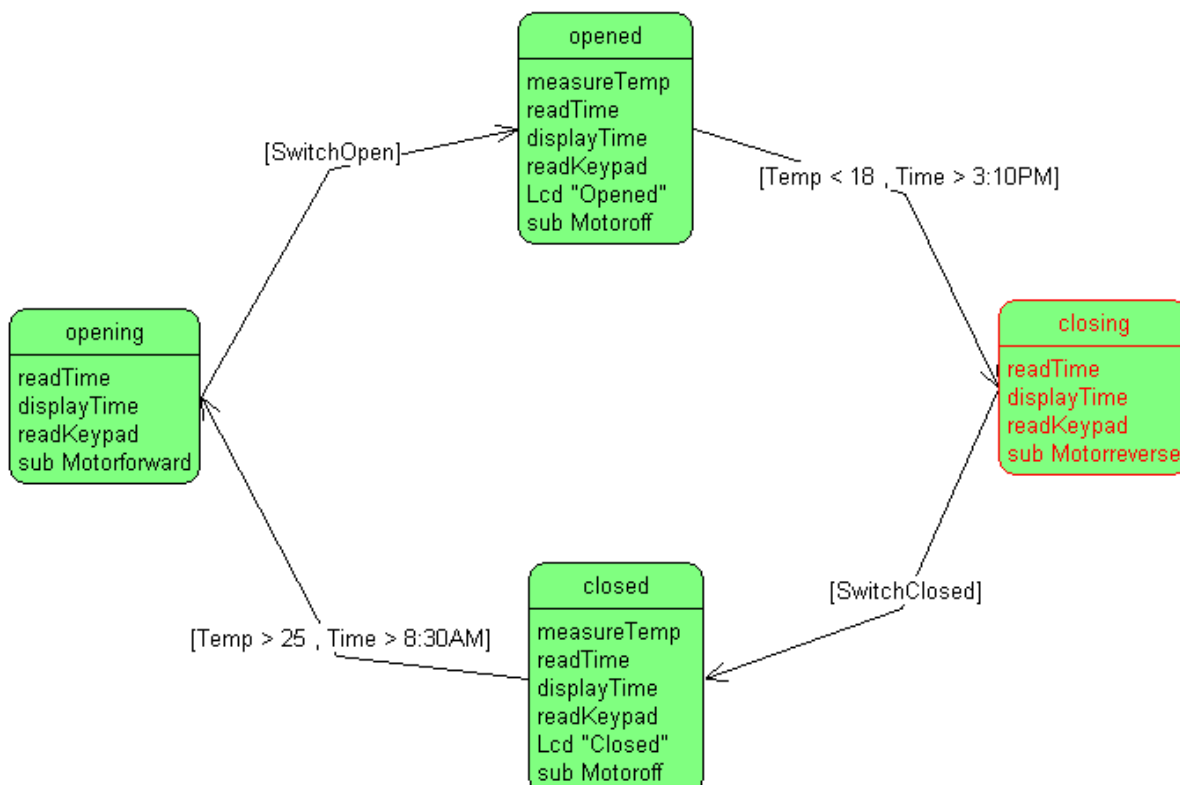 opened
measureTemp
readTime
displayTime
readKeypad
Lcd "Opened"
sub Motoroff
[SwitchOpen]
[Temp < 18 , Time > 3:10PM]
opening
readTime
displayTime
readKeypad
sub Motorforward
closing
readTime
displayTime
readKeypad
sub Motorreverse
[SwitchClosed]
[Temp > 25 , Time > 8:30AM]
closed
measureTemp
readTime
displayTime
readKeypad
Lcd "Closed"
sub Motoroff